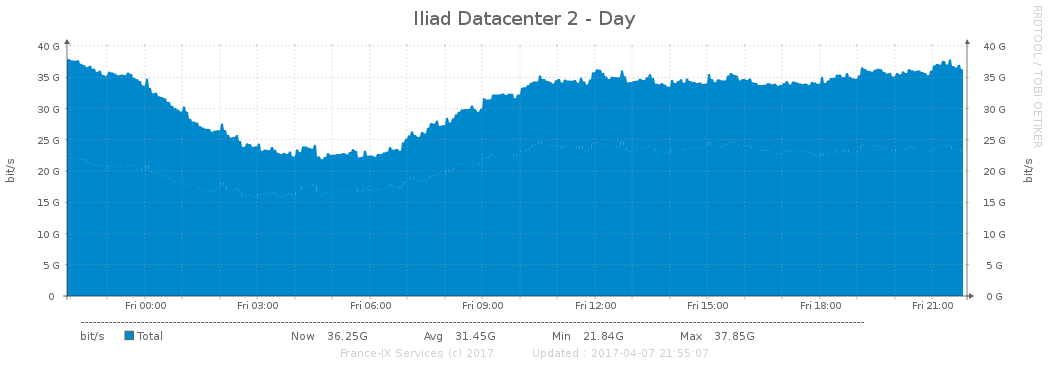 Iliad Datacenter 2 - Day
RRDTOOL / TOBI OETIKER
40 G 40 G
35 G 35 G
30 G 30 G
25 G 25 G
20 G 20 G
15 G 15 G
10 G 10 G
5 G 5 G
0 0 G
bit/s bit/s
Fri 00:00 Fri 03:00 Fri 06:00 Fri 09:00 Fri 12:00 Fri 15:00 Fri 18:00 Fri 21:00
bit/s Total Now 36.25G Avg 31.45G Min 21.84G Max 37.85G
France-IX Services (c) 2017 Updated : 2017-04-07 21:55:07